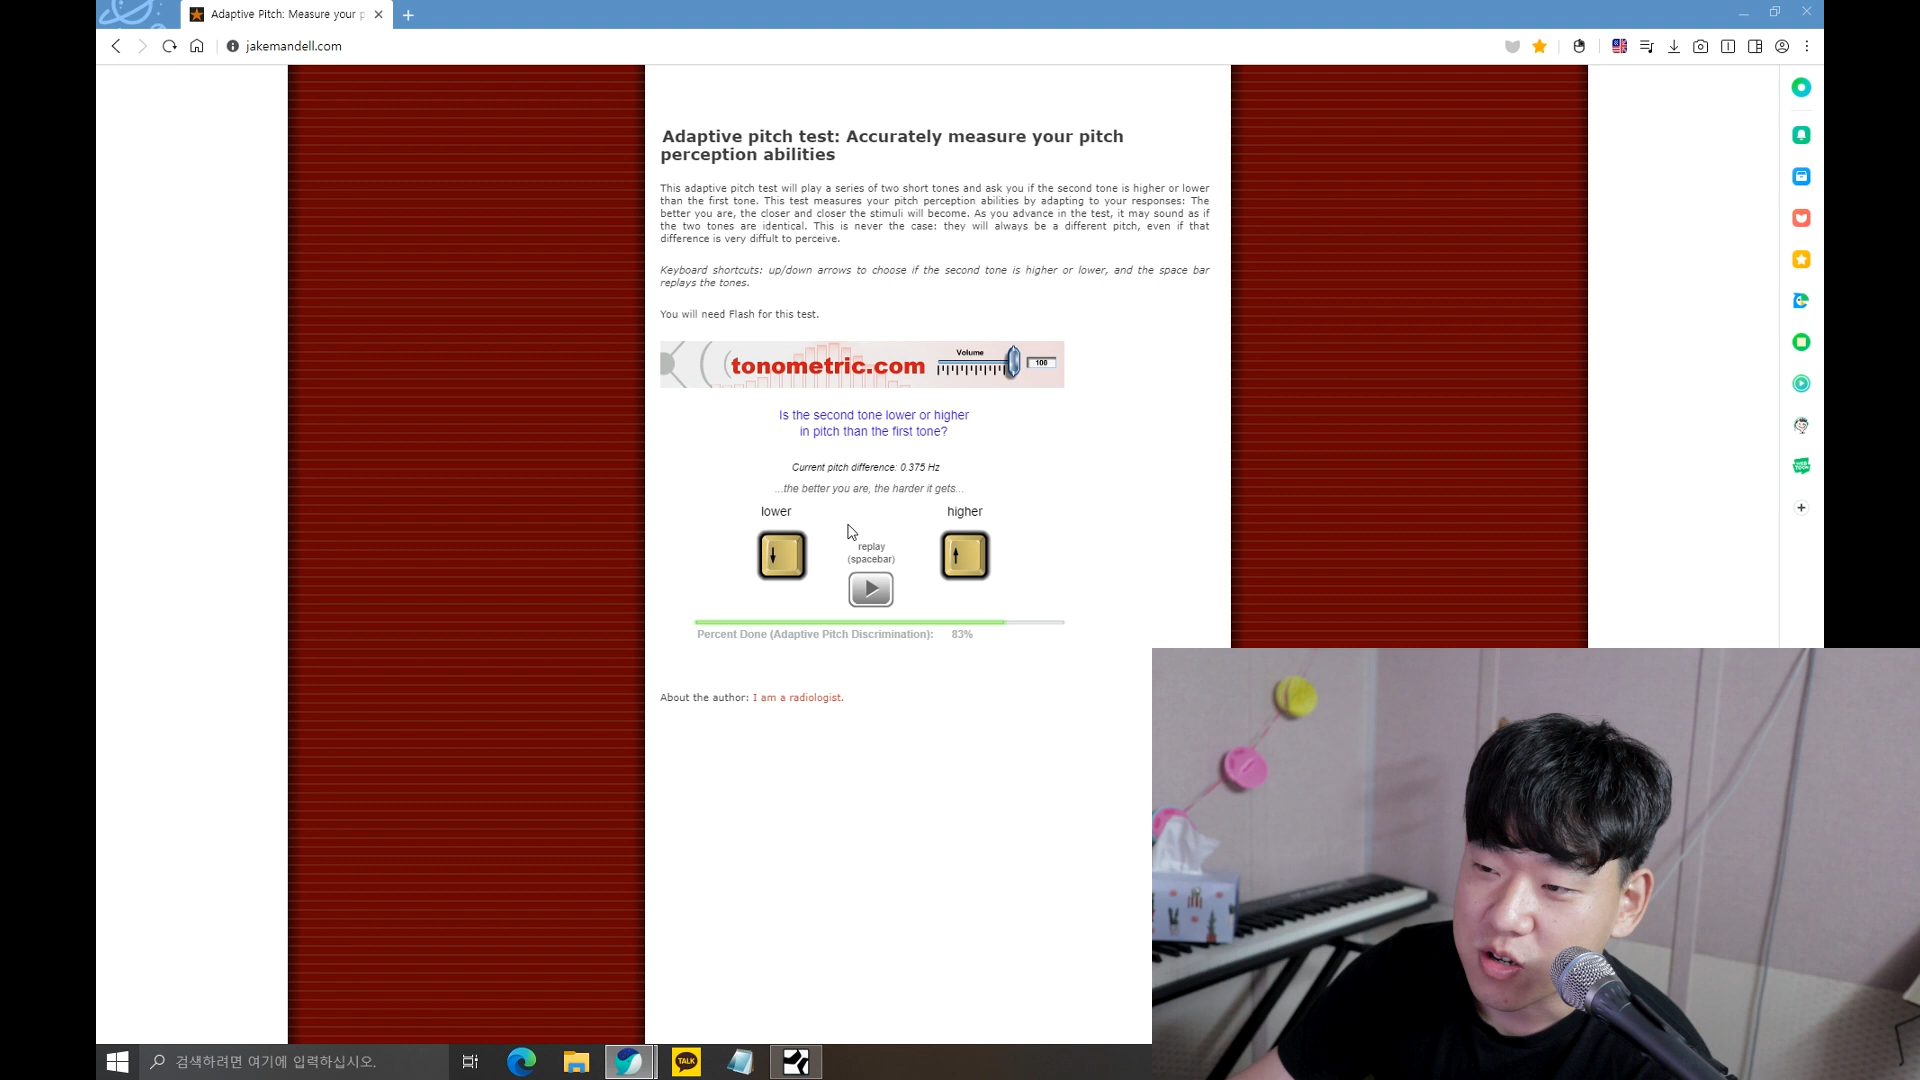 Adaptive Pitch: Measure your p
jakemandell.com
Adaptive pitch test: Accurately measure your pitch
perception abilities
This adaptive pitch test will play a series of two short tones and ask you if the second tone is higher or lower
than the first tone. This test measures your pitch perception abilities by adapting to your responses: The
better you are, the closer and closer the stimuli will become. As you advance in the test, it may sound as if
the two tones are identical. This is never the case: they will always be a different pitch, even if that
difference is very diffult to perceive.
Keyboard shortcuts: up/down arrows to choose if the second tone is higher or lower, and the space bar
replays the tones.
You will need Flash for this test.
tonometric.com
Volume
100
Is the second tone lower or higher
in pitch than the first tone?
Current pitch difference: 0.375 Hz
...the better you are, the harder it gets...
lower
higher
replay
(spacebar)
Percent Done (Adaptive Pitch Discrimination): 83%
About the author: I am a radiologist.
검색하려면 여기에 입력하십시오.
TALK